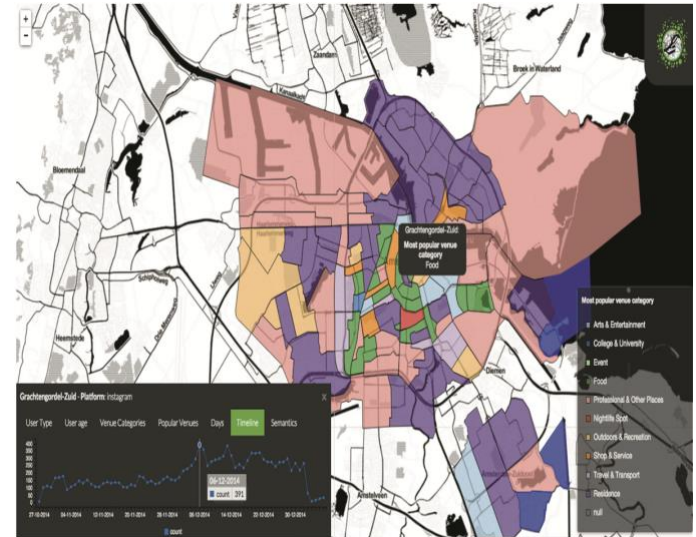 +
-
Zaandam
Broek in Waterland
Bloemendaal
Heemstede
Diemen
Amstelveen
Grachtengordel-Zuid
Most popular venue
category
Food
Most popular venue category
Arts & Entertainment
College & University
Event
Food
Professional & Other Places
Nightlife Spot
Outdoors & Recreation
Shop & Service
Travel & Transport
Residence
null
Grachtengordel-Zuid - Platform: instagram
X
User Type User age Venue Categories Popular Venues Days Timeline Semantics
400
350
300
250
200
150
100
50
0
06-12-2014
count 391
27-10-2014 04-11-2014 12-11-2014 20-11-2014 28-11-2014 06-12-2014 14-12-2014 22-12-2014 30-12-2014
count